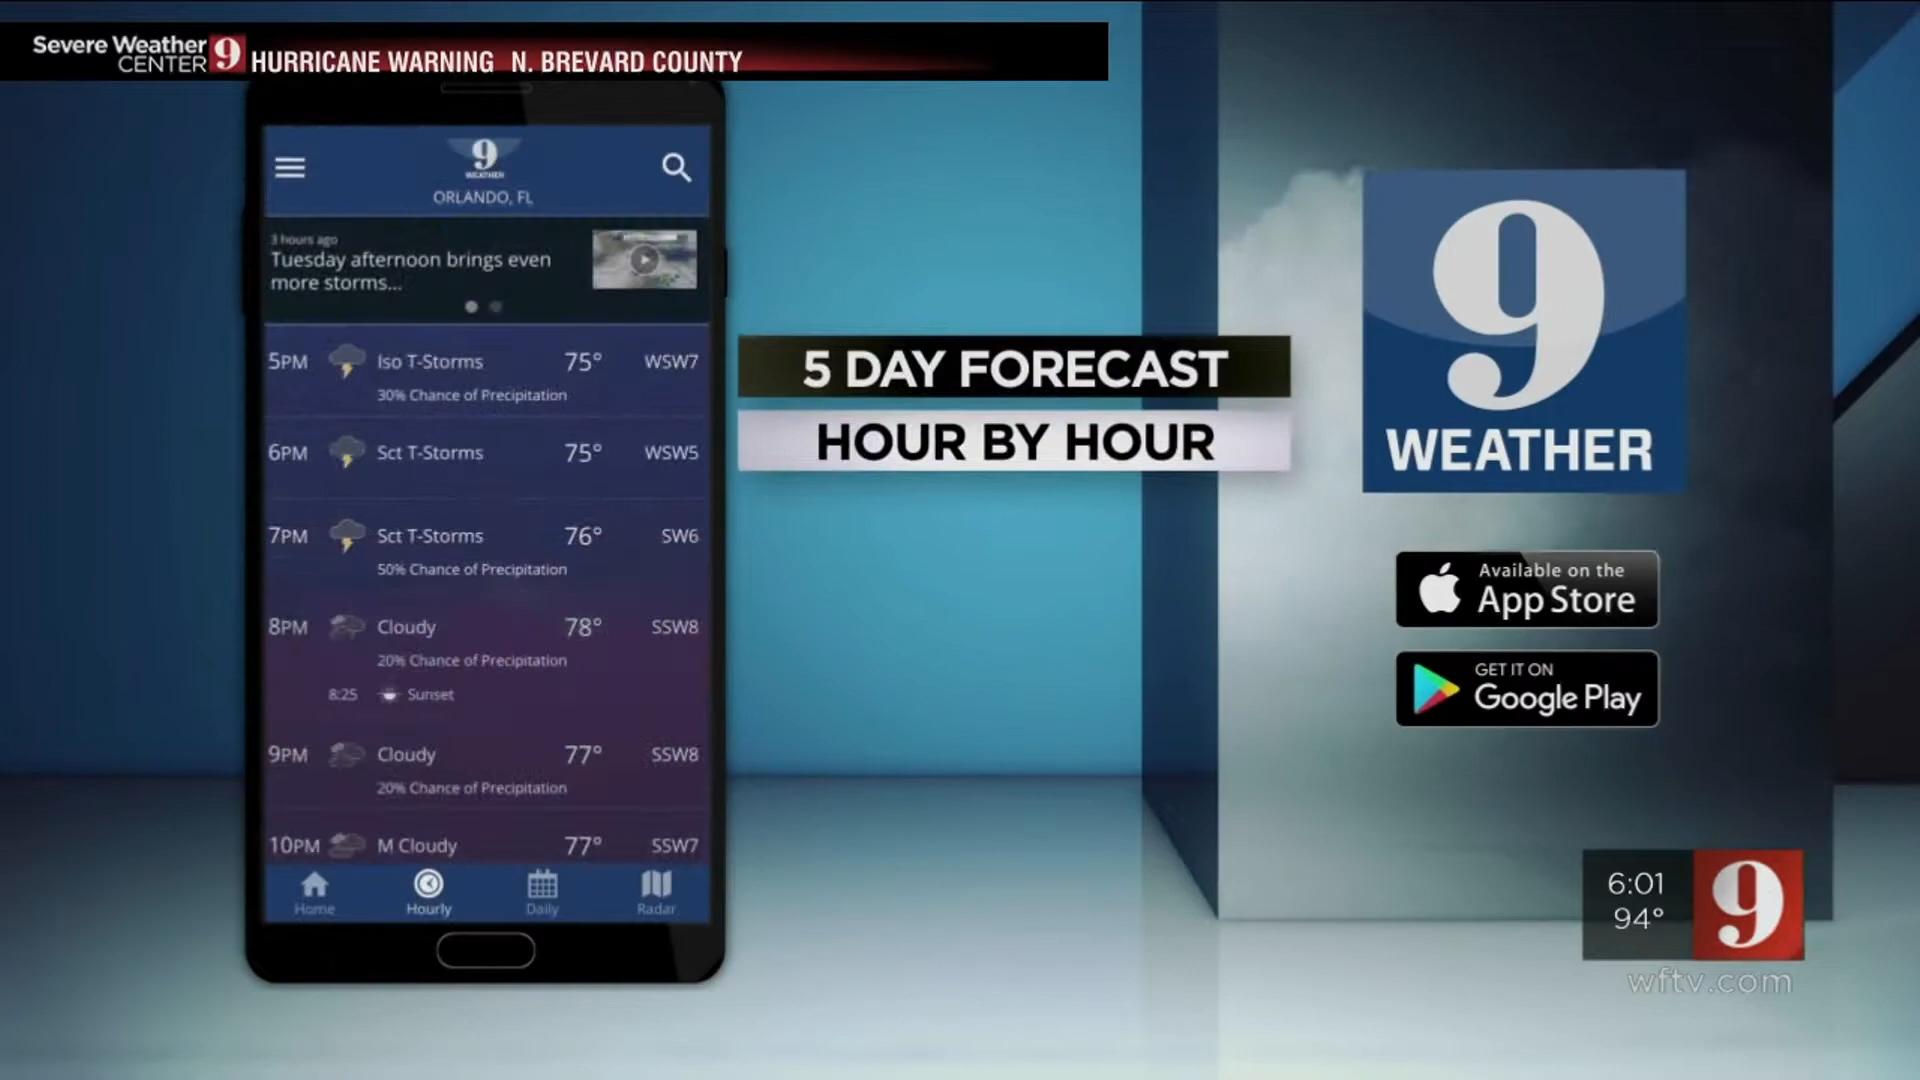 Severe Weather
CENTER 9
HURRICANE WARNING N. BREVARD COUNTY
9
WEATHER
ORLANDO, FL
3 hours ago
Tuesday afternoon brings even
more storms...
5PM Iso T-Storms 75° WSW7
30% Chance of Precipitation
6PM Sct T-Storms 75° WSW5
7PM Sct T-Storms 76° SW6
50% Chance of Precipitation
8PM Cloudy 78° SSW8
20% Chance of Precipitation
8:25 Sunset
9PM Cloudy 77° SSW8
20% Chance of Precipitation
10PM M Cloudy 77° SSW7
Home Hourly Daily Radar
5 DAY FORECAST
HOUR BY HOUR
9
WEATHER
Available on the
App Store
GET IT ON
Google Play
6:01
94°
9
wftv.com